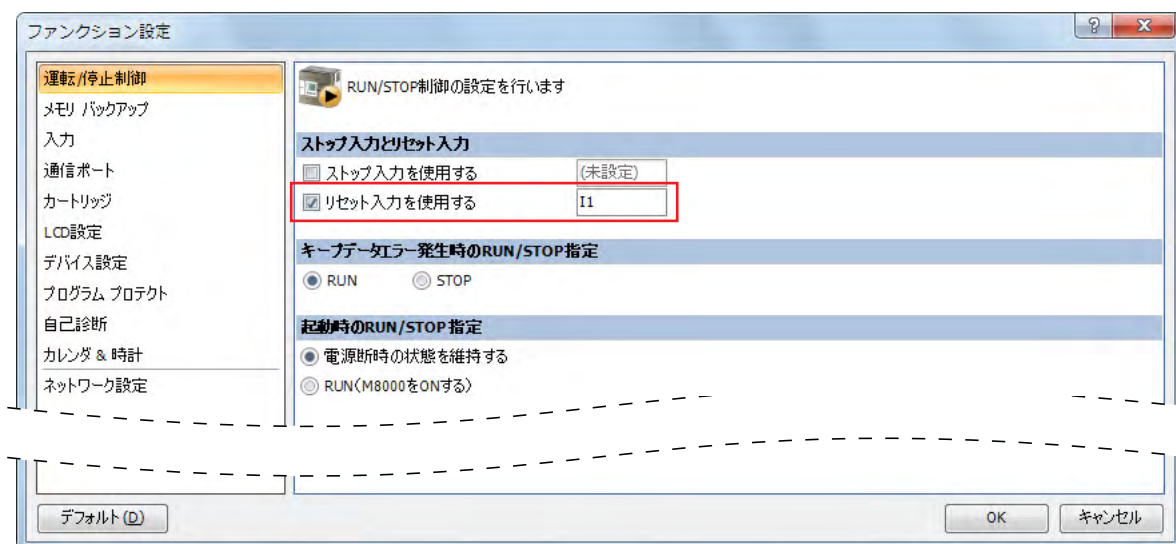 ファンクション設定
?
X
運転/停止制御
メモリ バックアップ
入力
通信ポート
カートリッジ
LCD設定
デバイス設定
プログラム プロテクト
自己診断
カレンダ & 時計
ネットワーク設定
RUN/STOP制御の設定を行います
ストップ入力とリセット入力
ストップ入力を使用する (未設定)
リセット入力を使用する I1
キープデータエラー発生時のRUN/STOP指定
RUN STOP
起動時のRUN/STOP指定
電源断時の状態を維持する
RUN(M8000をONする)
デフォルト(D) OK キャンセル